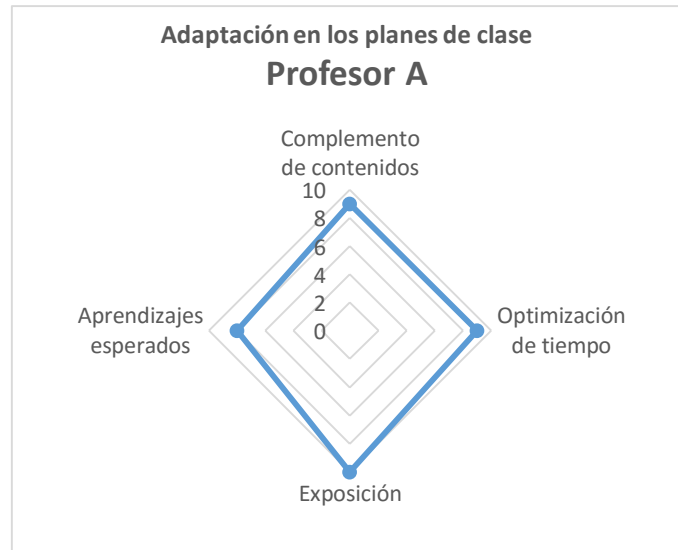 Adaptación en los planes de clase
Profesor A
Complemento
de contenidos
10
8
6
4
2
0
Aprendizajes
esperados
Optimización
de tiempo
Exposición